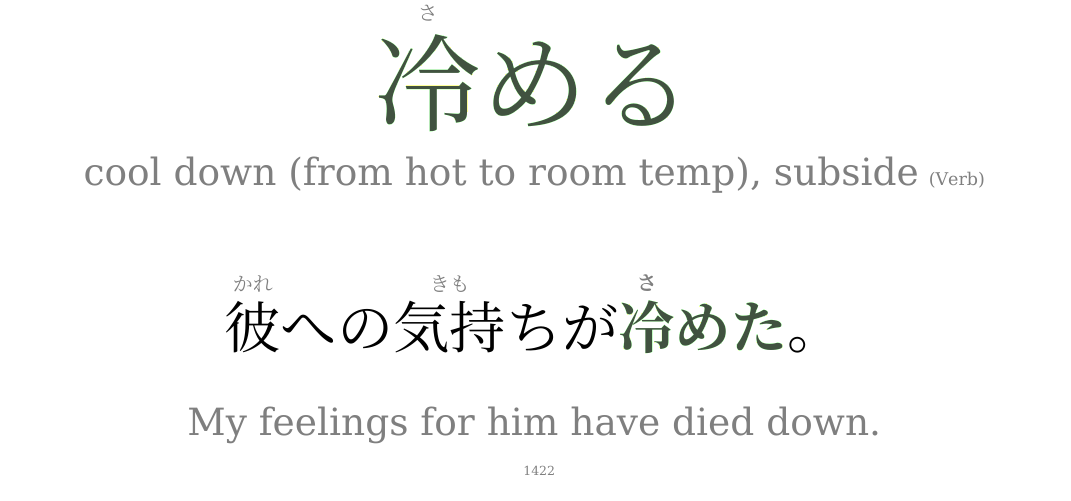 さ
冷める
cool down (from hot to room temp), subside (Verb)
かれ きも さ
彼への気持ちが冷めた。
My feelings for him have died down.
1422